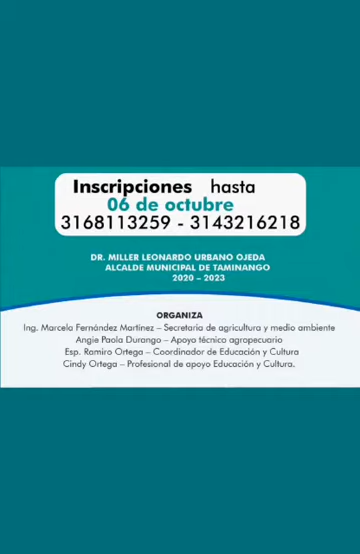 Inscripciones hasta
06 de octubre
3168113259 - 3143216218
DR. MILLER LEONARDO URBANO OJEDA
ALCALDE MUNICIPAL DE TAMINANGO
2020 – 2023
ORGANIZA
Ing. Marcela Fernández Martínez – Secretaria de agricultura y medio ambiente
Angie Paola Durango – Apoyo técnico agropecuario
Esp. Ramiro Ortega – Coordinador de Educación y Cultura
Cindy Ortega – Profesional de apoyo Educación y Cultura.